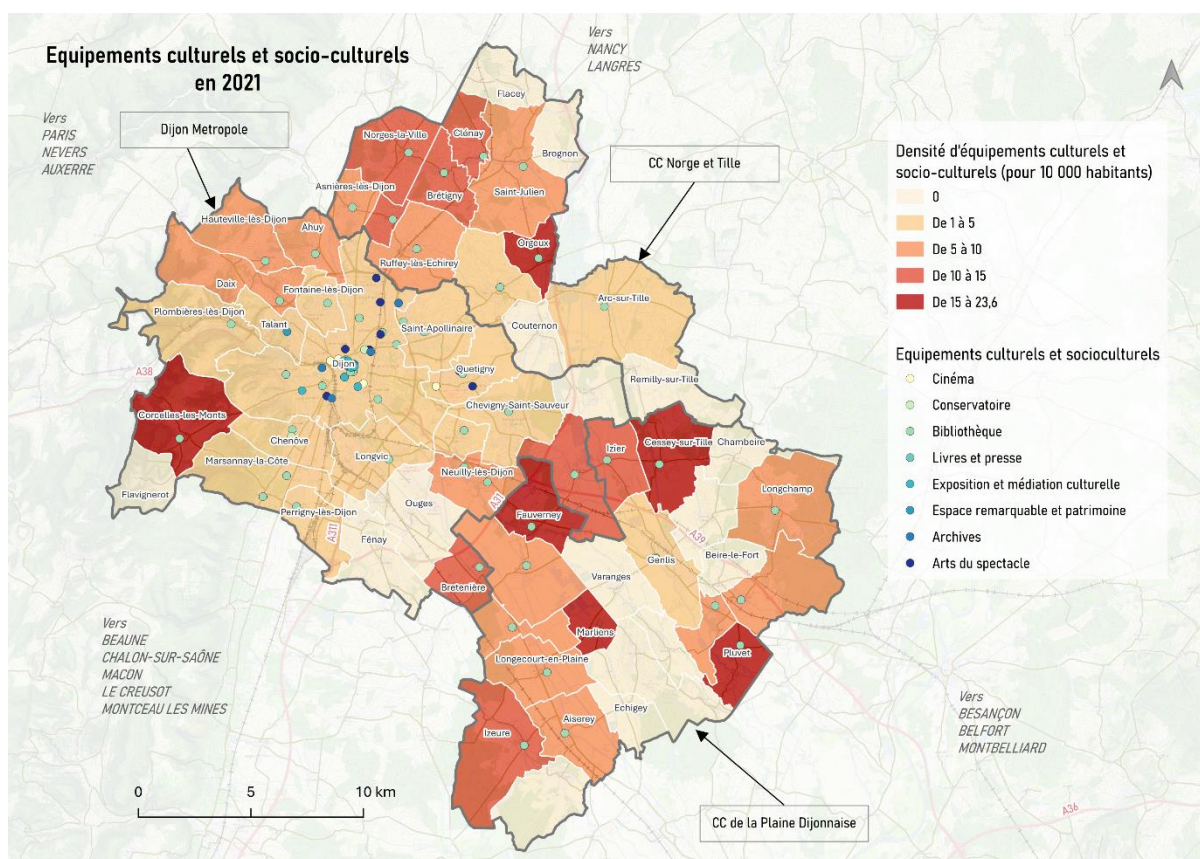 Equipements culturels et socio-culturels
en 2021
Vers
NANCY
LANGRES
Vers
PARIS
NEVERS
AUXERRE
Dijon Metropole
CC Norge et Tille
Flacey
Norges-la-Ville
Clénay
Brognon
Asnières-lès-Dijon
Brétigny
Saint-Julien
Hauteville-lès-Dijon
Ahuy
Ruffey-lès-Echirey
Orgeux
Daix
Fontaine-lès-Dijon
Arc-sur-Tille
Plombières-lès-Dijon
Talant
Saint-Apollinaire
Couternon
Dijon
Quetigny
Remilly-sur-Tille
A38
Corcelles-les-Monts
Chevigny-Saint-Sauveur
Chenôve
Izier
Cessey-sur-Tille
Chambeire
Marsannay-la-Côte
Longvic
Neuilly-lès-Dijon
Flavignerot
Ouges
A31
Longchamp
Perrigny-lès-Dijon
Fauverney
A311
Fénay
A39
Genlis
Beire-le-Fort
Varanges
Bretenière
Marliens
Pluvet
Longecourt-en-Plaine
Echigey
Aiserey
Izeure
Densité d'équipements culturels et
socio-culturels (pour 10 000 habitants)
0
De 1 à 5
De 5 à 10
De 10 à 15
De 15 à 23,6
Equipements culturels et socioculturels
Cinéma
Conservatoire
Bibliothèque
Livres et presse
Exposition et médiation culturelle
Espace remarquable et patrimoine
Archives
Arts du spectacle
Vers
BEAUNE
CHALON-SUR-SAÔNE
MACON
LE CREUSOT
MONTCEAU LES MINES
Vers
BESANÇON
BELFORT
MONTBELLIARD
0 5 10 km
CC de la Plaine Dijonnaise
A36